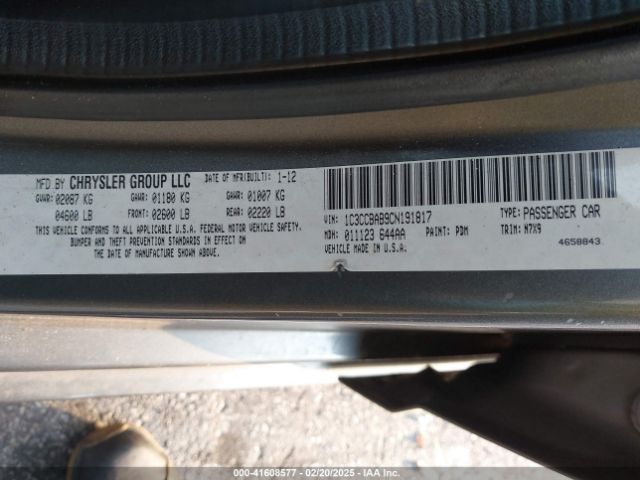 MFD BY CHRYSLER GROUP LLC DATE OF MFR(BUILT): 1-12
GVWR: 02087 KG GAWR: 01180 KG GAWR: 01007 KG
04600 LB FRONT: 02600 LB REAR: 02220 LB
THIS VEHICLE CONFORMS TO ALL APPLICABLE U.S.A. FEDERAL MOTOR VEHICLE SAFETY,
BUMPER AND THEFT PREVENTION STANDARDS IN EFFECT ON
THE DATE OF MANUFACTURE SHOWN ABOVE.
VIN: 1C3CCBAB9CN191817 TYPE: PASSENGER CAR
MDH: 011123 644AA PAINT: PDM TRIM: N7X9
VEHICLE MADE IN U.S.A. 4658843
000-41608577 — 02/20/2025 — IAA Inc.